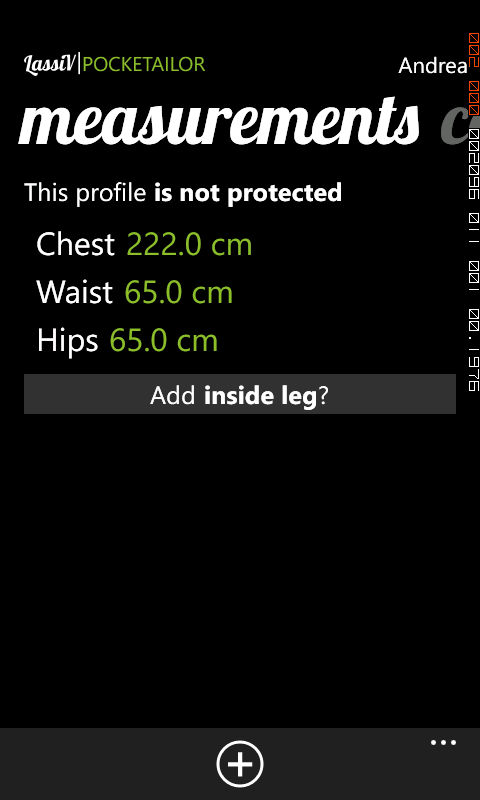 LassiV|POCKETAILOR
Andrea
measurements c
This profile is not protected
Chest 222.0 cm
Waist 65.0 cm
Hips 65.0 cm
Add inside leg?
002 000 020696 011 001 00.1976